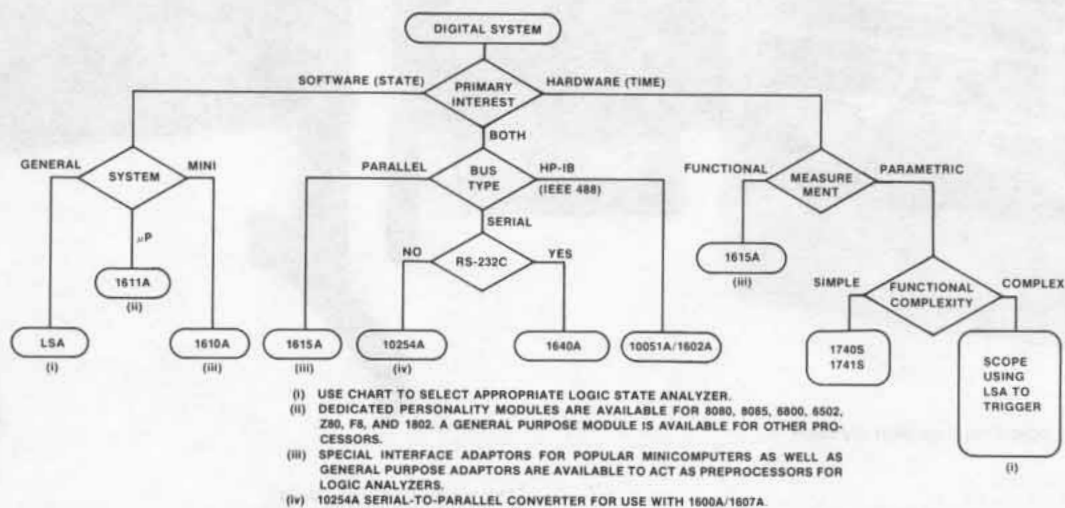 DIGITAL SYSTEM
SOFTWARE (STATE)
PRIMARY
INTEREST
HARDWARE (TIME)
BOTH
GENERAL
SYSTEM
MINI
PARALLEL
BUS
TYPE
HP-IB
(IEEE 488)
FUNCTIONAL
MEASURE
MENT
PARAMETRIC
μP
SERIAL
NO
RS-232C
YES
1611A
(ii)
1615A
(iii)
SIMPLE
FUNCTIONAL
COMPLEXITY
COMPLEX
LSA
(i)
1610A
(iii)
1615A
(iii)
10254A
(iv)
1640A
10051A/1602A
1740S
1741S
SCOPE
USING
LSA TO
TRIGGER
(i)
(i) USE CHART TO SELECT APPROPRIATE LOGIC STATE ANALYZER.
(ii) DEDICATED PERSONALITY MODULES ARE AVAILABLE FOR 8080, 8085, 6800, 6502,
Z80, F8, AND 1802. A GENERAL PURPOSE MODULE IS AVAILABLE FOR OTHER PRO-
CESSORS.
(iii) SPECIAL INTERFACE ADAPTORS FOR POPULAR MINICOMPUTERS AS WELL AS
GENERAL PURPOSE ADAPTORS ARE AVAILABLE TO ACT AS PREPROCESSORS FOR
LOGIC ANALYZERS.
(iv) 10254A SERIAL-TO-PARALLEL CONVERTER FOR USE WITH 1600A/1607A.